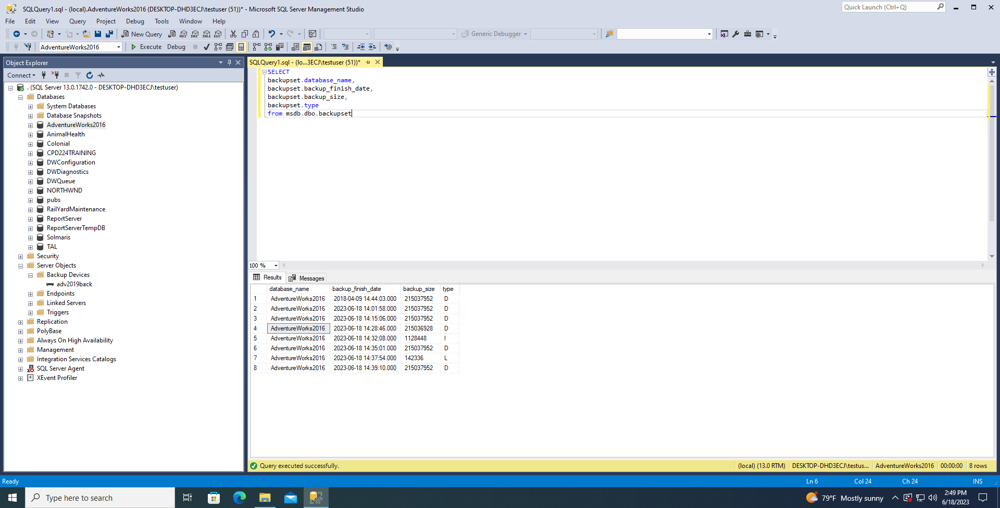 SQLQuery1.sql - (local).AdventureWorks2016 (DESKTOP-DHD3ECJ\testuser (51))* - Microsoft SQL Server Management Studio
Quick Launch (Ctrl+Q)
File Edit View Query Project Debug Tools Window Help
New Query
MDX DMX XMLA DAX
Generic Debugger
AdventureWorks2016
Execute Debug
Object Explorer
SQLQuery1.sql - (lo...3ECJ\testuser (51))*
Connect
. (SQL Server 13.0.1742.0 - DESKTOP-DHD3ECJ\testuser)
Databases
System Databases
Database Snapshots
AdventureWorks2016
AnimalHealth
Colonial
CPD224TRAINING
DWConfiguration
DWDiagnostics
DWQueue
NORTHWND
pubs
RailYardMaintenance
ReportServer
ReportServerTempDB
Solmaris
TAL
Security
Server Objects
Backup Devices
adv2019back
Endpoints
Linked Servers
Triggers
Replication
PolyBase
Always On High Availability
Management
Integration Services Catalogs
SQL Server Agent
XEvent Profiler
SELECT
backupset.database_name,
backupset.backup_finish_date,
backupset.backup_size,
backupset.type
from msdb.dbo.backupset
100 %
Results Messages
database_name backup_finish_date backup_size type
1 AdventureWorks2016 2018-04-09 14:44:03.000 215037952 D
2 AdventureWorks2016 2023-06-18 14:01:58.000 215037952 D
3 AdventureWorks2016 2023-06-18 14:15:06.000 215037952 D
4 AdventureWorks2016 2023-06-18 14:28:46.000 215036928 D
5 AdventureWorks2016 2023-06-18 14:32:08.000 1128448 I
6 AdventureWorks2016 2023-06-18 14:35:01.000 215037952 D
7 AdventureWorks2016 2023-06-18 14:37:54.000 142336 L
8 AdventureWorks2016 2023-06-18 14:39:10.000 215037952 D
Query executed successfully.
(local) (13.0 RTM) DESKTOP-DHD3ECJ\testus... AdventureWorks2016 00:00:00 8 rows
Ready
Ln 6 Col 24 Ch 24 INS
Type here to search
79°F Mostly sunny
2:49 PM
6/18/2023